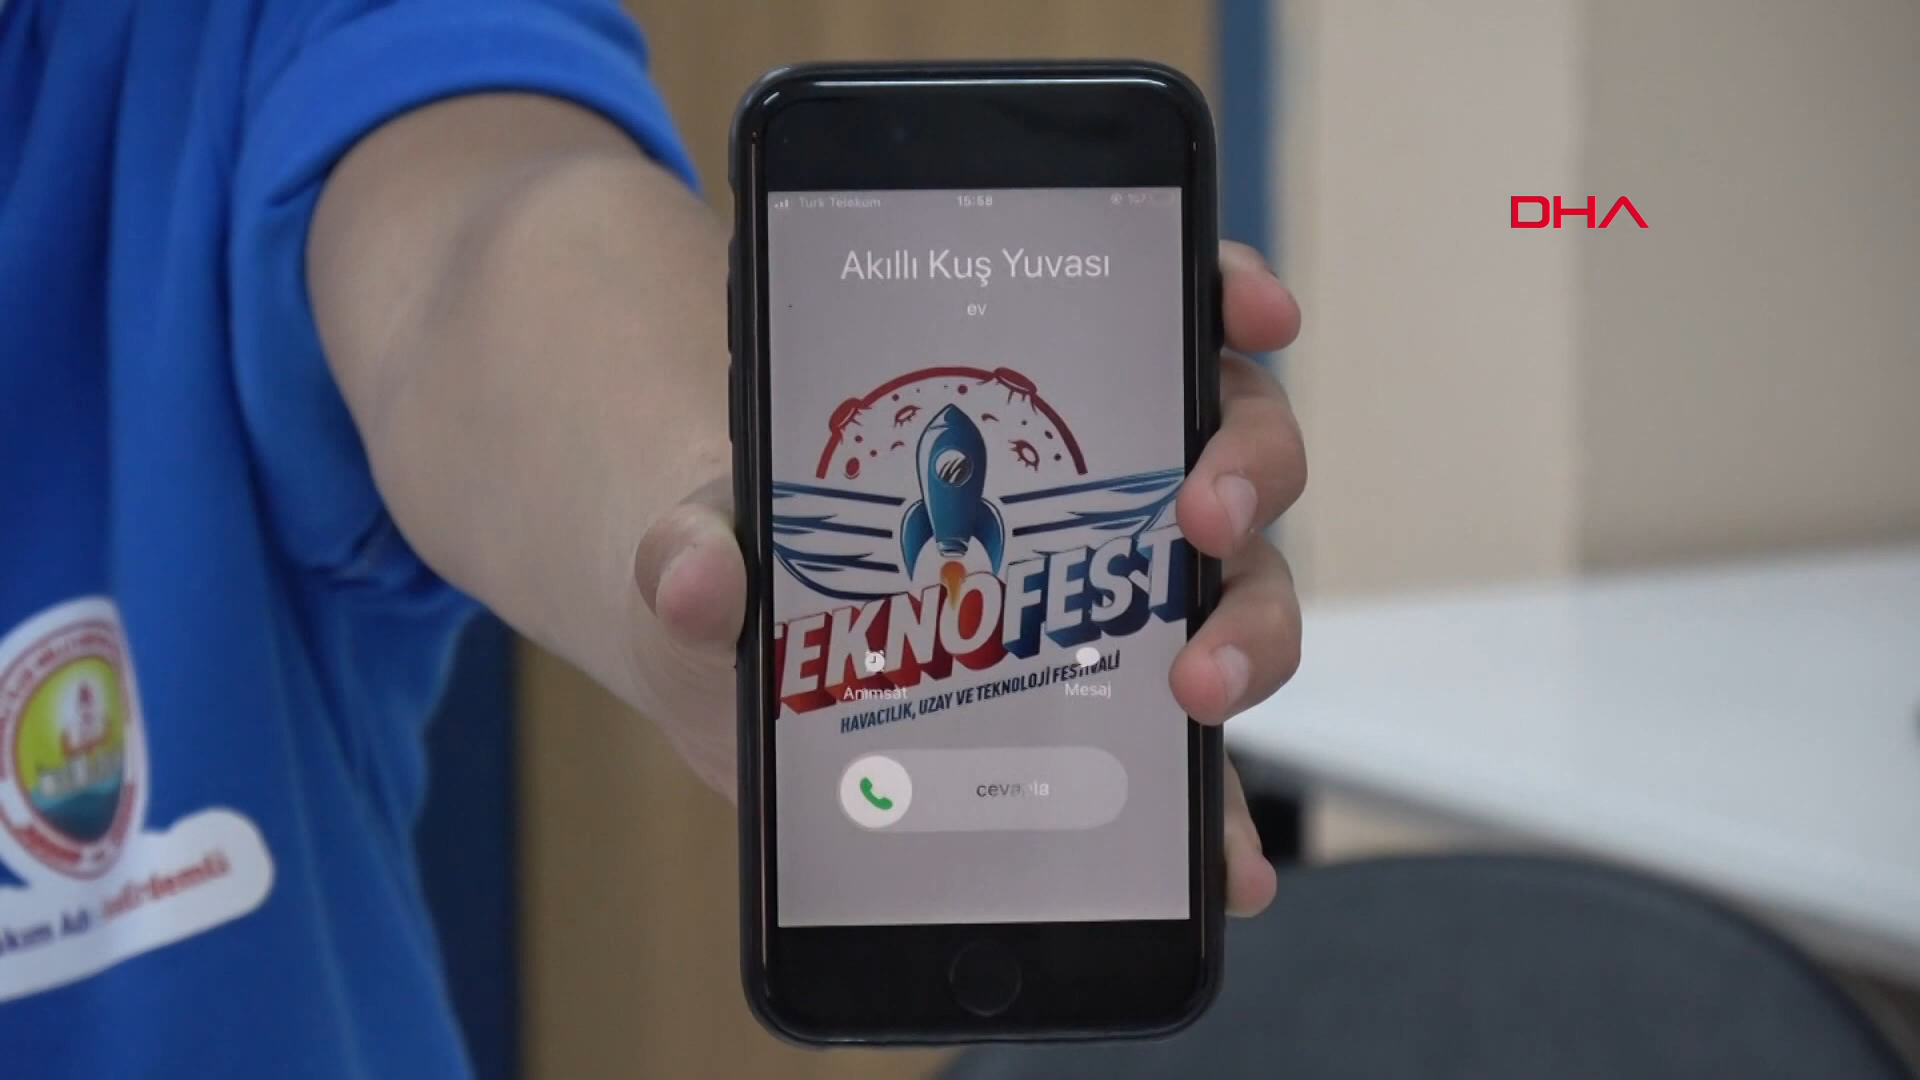 DHA
Türk Telekom 15:58
Akıllı Kuş Yuvası
ev
TEKNOFEST
HAVACILIK, UZAY VE TEKNOLOJİ FESTİVALİ
Anımsat Mesaj
cevapla